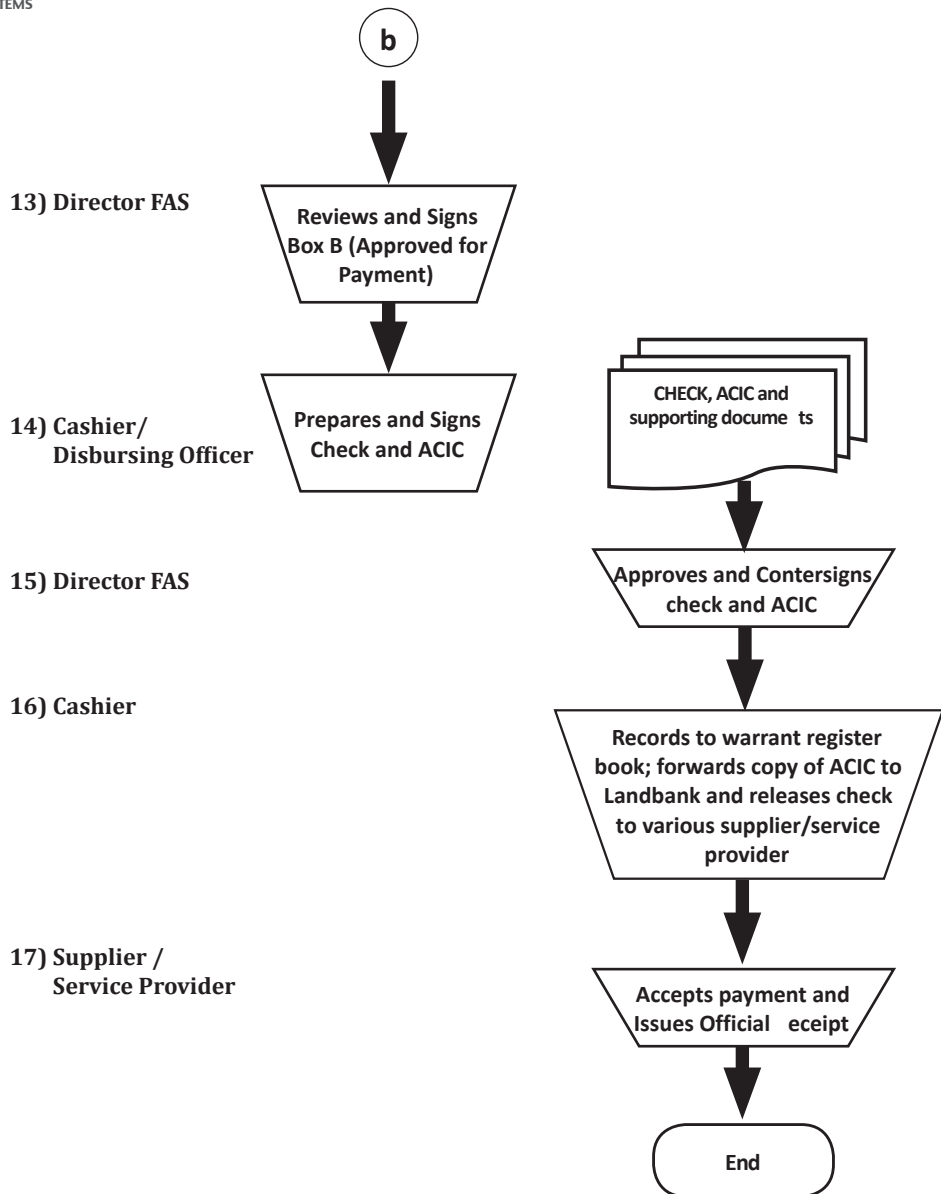 TEMS
b
13) Director FAS
Reviews and Signs
Box B (Approved for
Payment)
14) Cashier/
Disbursing Officer
Prepares and Signs
Check and ACIC
CHECK, ACIC and
supporting docume ts
15) Director FAS
Approves and Contersigns
check and ACIC
16) Cashier
Records to warrant register
book; forwards copy of ACIC to
Landbank and releases check
to various supplier/service
provider
17) Supplier /
Service Provider
Accepts payment and
Issues Official eceipt
End